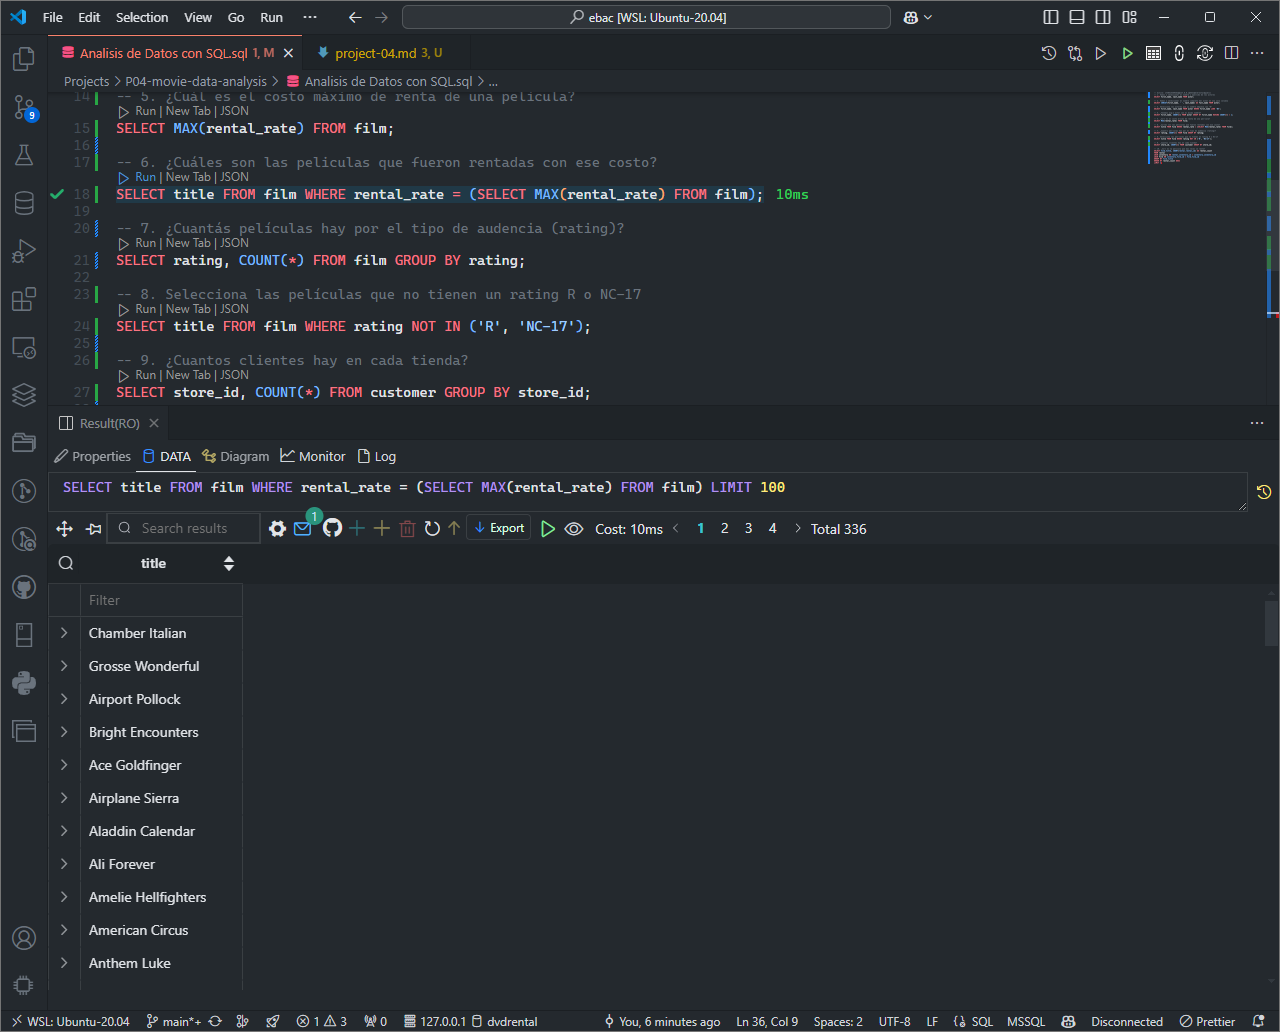 File Edit Selection View Go Run ··· ebac [WSL: Ubuntu-20.04]
Analisis de Datos con SQL.sql 1, M project-04.md 3, U
Projects > P04-movie-data-analysis > Analisis de Datos con SQL.sql > ...
14 -- 5. ¿Cuál es el costo máximo de renta de una película?
Run | New Tab | JSON
15 SELECT MAX(rental_rate) FROM film;
16
17 -- 6. ¿Cuáles son las peliculas que fueron rentadas con ese costo?
Run | New Tab | JSON
18 SELECT title FROM film WHERE rental_rate = (SELECT MAX(rental_rate) FROM film); 10ms
19
20 -- 7. ¿Cuantás películas hay por el tipo de audencia (rating)?
Run | New Tab | JSON
21 SELECT rating, COUNT(*) FROM film GROUP BY rating;
22
23 -- 8. Selecciona las películas que no tienen un rating R o NC-17
Run | New Tab | JSON
24 SELECT title FROM film WHERE rating NOT IN ('R', 'NC-17');
25
26 -- 9. ¿Cuantos clientes hay en cada tienda?
Run | New Tab | JSON
27 SELECT store_id, COUNT(*) FROM customer GROUP BY store_id;
Result(RO)
Properties DATA Diagram Monitor Log
SELECT title FROM film WHERE rental_rate = (SELECT MAX(rental_rate) FROM film) LIMIT 100
Search results 1 Export Cost: 10ms < 1 2 3 4 > Total 336
title
Filter
Chamber Italian
Grosse Wonderful
Airport Pollock
Bright Encounters
Ace Goldfinger
Airplane Sierra
Aladdin Calendar
Ali Forever
Amelie Hellfighters
American Circus
Anthem Luke
9
WSL: Ubuntu-20.04 main*+ 1 3 0 127.0.0.1 dvdrental You, 6 minutes ago Ln 36, Col 9 Spaces: 2 UTF-8 LF SQL MSSQL Disconnected Prettier